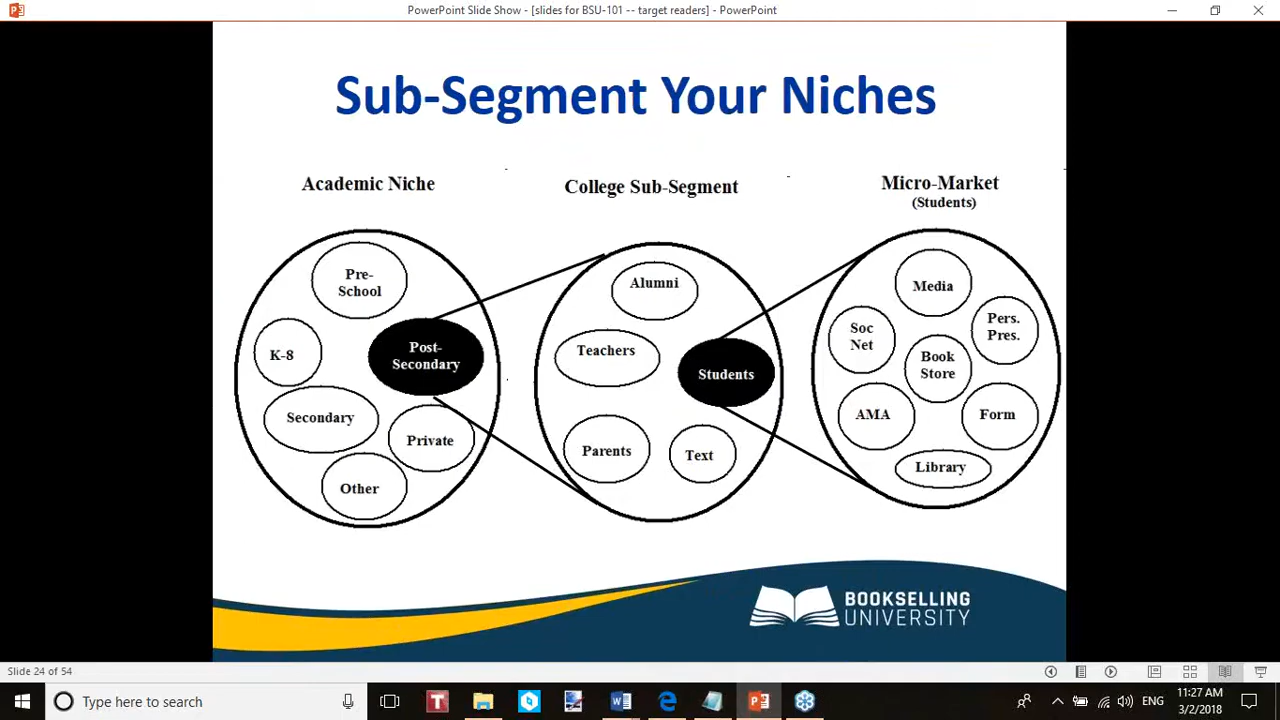 PowerPoint Slide Show - [slides for BSU-101 -- target readers] - PowerPoint
Sub-Segment Your Niches
Academic Niche
Pre-
School
K-8
Post-
Secondary
Secondary
Private
Other
College Sub-Segment
Alumni
Teachers
Students
Parents
Text
Micro-Market
(Students)
Media
Soc
Net
Pers.
Pres.
Book
Store
AMA
Form
Library
BOOKSELLING
UNIVERSITY
Slide 24 of 54
Type here to search
ENG
11:27 AM
3/2/2018